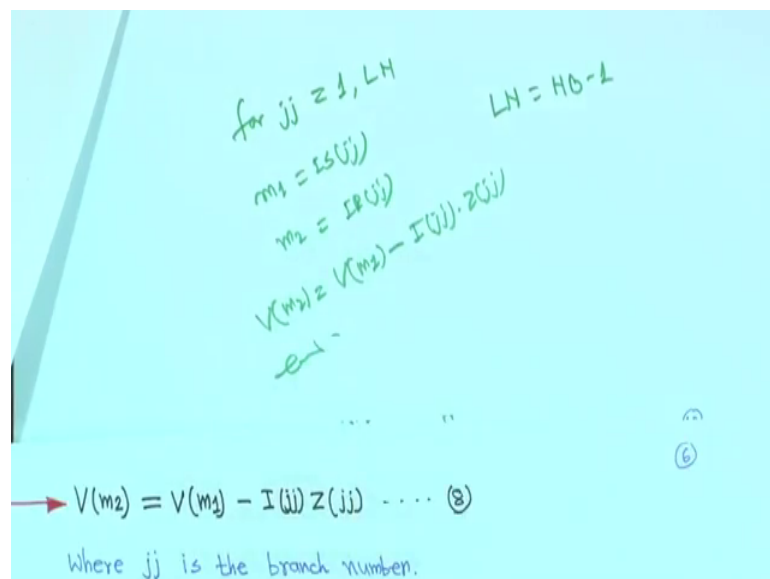 for jj = 1, LN
LN = NB-1
m1 = IS(jj)
m2 = IR(jj)
V(m2) = V(m1) - I(jj).Z(jj)
end
6
V(m2) = V(m1) - I(jj) Z(jj) ---- 8
Where jj is the branch number.